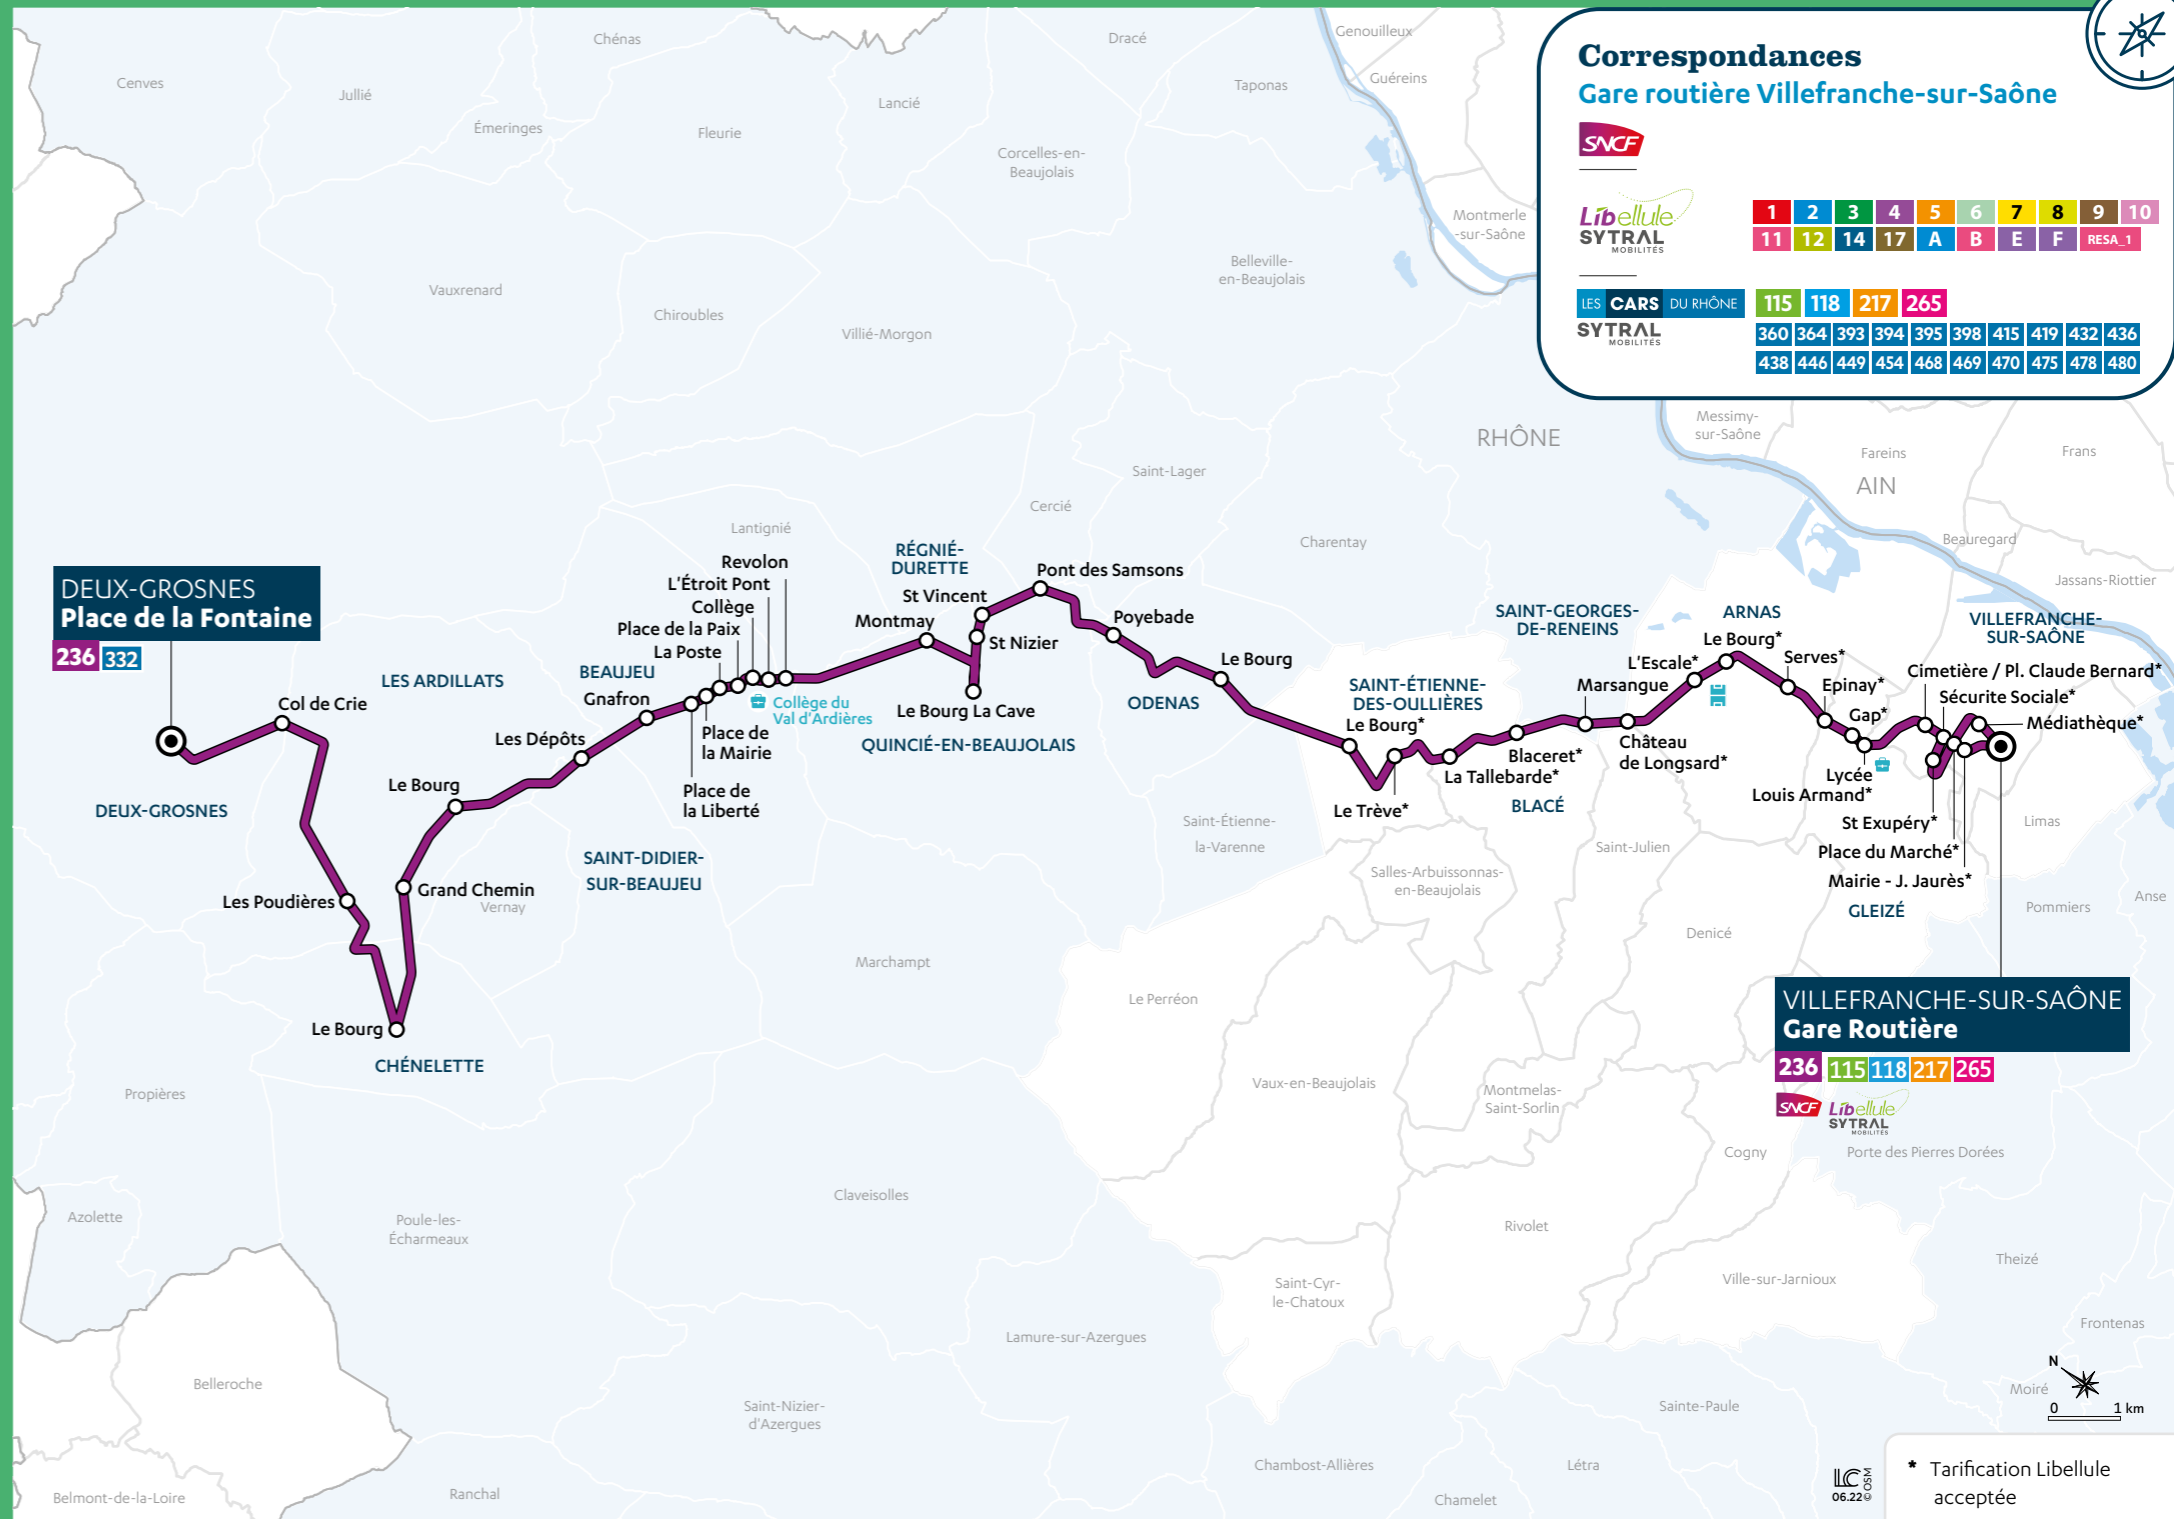 Correspondances
Gare routière Villefranche-sur-Saône
SNCF
Libellule
SYTRAL
MOBILITÉS
1 2 3 4 5 6 7 8 9 10
11 12 14 17 A B E F RESA_1
LES CARS DU RHÔNE
SYTRAL
MOBILITÉS
115 118 217 265
360 364 393 394 395 398 415 419 432 436
438 446 449 454 468 469 470 475 478 480
Cenves
Jullié
Chénas
Émeringes
Fleurie
Lancié
Dracé
Corcelles-en-
Beaujolais
Taponas
Genouilleux
Guéreins
Montmerle
-sur-Saône
Belleville-
en-Beaujolais
Vauxrenard
Chiroubles
Villié-Morgon
RHÔNE
Messimy-
sur-Saône
Fareins
Frans
AIN
Saint-Lager
Cercié
Lantignié
Charentay
Beauregard
Jassans-Riottier
DEUX-GROSNES
Place de la Fontaine
236 332
Col de Crie
DEUX-GROSNES
Les Poudières
Le Bourg
CHÉNELETTE
Grand Chemin
Vernay
Le Bourg
LES ARDILLATS
Les Dépôts
SAINT-DIDIER-
SUR-BEAUJEU
BEAUJEU
Gnafron
Place de
la Liberté
Place de
la Mairie
La Poste
Place de la Paix
Collège
L'Étroit Pont
Revolon
Collège du
Val d'Ardières
RÉGNIÉ-
DURETTE
Montmay
St Vincent
St Nizier
Le Bourg La Cave
QUINCIÉ-EN-BEAUJOLAIS
Pont des Samsons
Poyebade
Le Bourg
ODENAS
SAINT-ÉTIENNE-
DES-OULLIÈRES
Le Bourg*
Le Trève*
La Tallebarde*
Blaceret*
BLACÉ
SAINT-GEORGES-
DE-RENEINS
Marsangue
Château
de Longsard*
L'Escale*
ARNAS
Le Bourg*
Serves*
Epinay*
Gap*
Lycée
Louis Armand*
VILLEFRANCHE-
SUR-SAÔNE
Cimetière / Pl. Claude Bernard*
Sécurite Sociale*
Médiathèque*
St Exupéry*
Place du Marché*
Mairie - J. Jaurès*
GLEIZÉ
Limas
Pommiers
Anse
VILLEFRANCHE-SUR-SAÔNE
Gare Routière
236 115 118 217 265
SNCF
Libellule
SYTRAL
MOBILITÉS
Saint-Étienne-
la-Varenne
Salles-Arbuissonnas-
en-Beaujolais
Saint-Julien
Denicé
Marchampt
Le Perréon
Vaux-en-Beaujolais
Montmelas-
Saint-Sorlin
Cogny
Porte des Pierres Dorées
Propières
Azolette
Poule-les-
Écharmeaux
Claveisolles
Rivolet
Theizé
Ville-sur-Jarnioux
Saint-Cyr-
le-Chatoux
Lamure-sur-Azergues
Frontenas
Belleroche
Saint-Nizier-
d'Azergues
Sainte-Paule
Moiré
Chambost-Allières
Létra
Chamelet
Ranchal
Belmont-de-la-Loire
N
0 1 km
LC
06.22 © OSM
* Tarification Libellule
acceptée